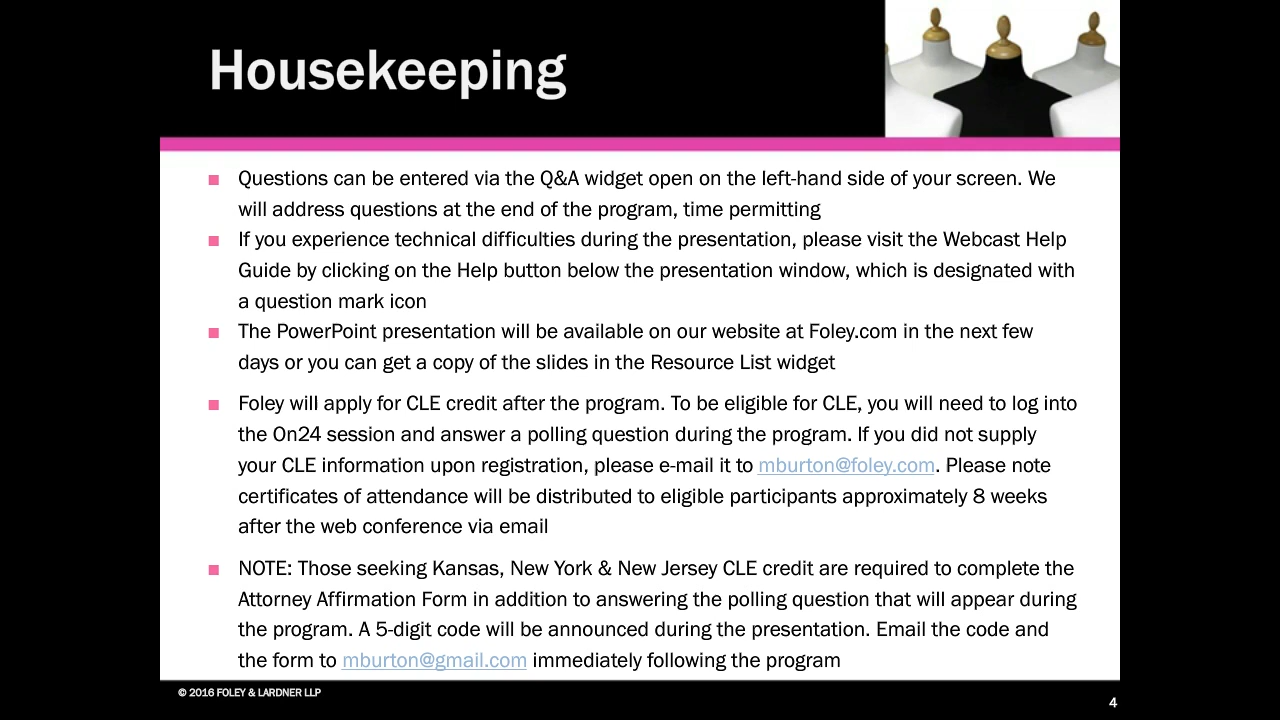 Housekeeping
Questions can be entered via the Q&A widget open on the left-hand side of your screen. We
will address questions at the end of the program, time permitting
If you experience technical difficulties during the presentation, please visit the Webcast Help
Guide by clicking on the Help button below the presentation window, which is designated with
a question mark icon
The PowerPoint presentation will be available on our website at Foley.com in the next few
days or you can get a copy of the slides in the Resource List widget
Foley will apply for CLE credit after the program. To be eligible for CLE, you will need to log into
the On24 session and answer a polling question during the program. If you did not supply
your CLE information upon registration, please e-mail it to mburton@foley.com. Please note
certificates of attendance will be distributed to eligible participants approximately 8 weeks
after the web conference via email
NOTE: Those seeking Kansas, New York & New Jersey CLE credit are required to complete the
Attorney Affirmation Form in addition to answering the polling question that will appear during
the program. A 5-digit code will be announced during the presentation. Email the code and
the form to mburton@gmail.com immediately following the program
© 2016 FOLEY & LARDNER LLP
4